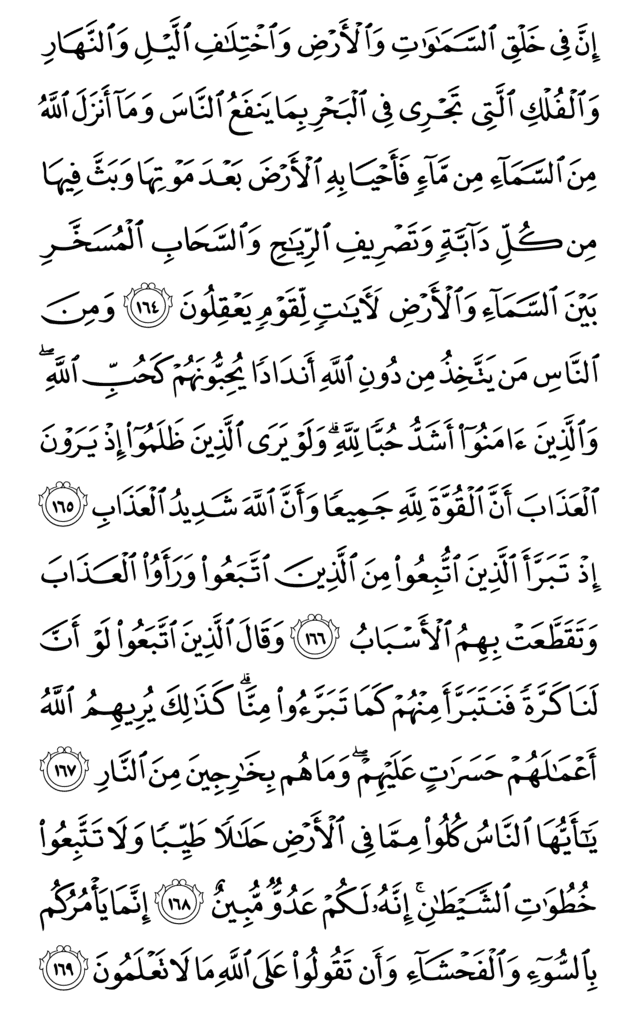 إِنَّ فِي خَلْقِ ٱلسَّمَٰوَٰتِ وَٱلْأَرْضِ وَٱخْتِلَٰفِ ٱلَّيْلِ وَٱلنَّهَارِ
وَٱلْفُلْكِ ٱلَّتِي تَجْرِي فِي ٱلْبَحْرِ بِمَا يَنفَعُ ٱلنَّاسَ وَمَآ أَنزَلَ ٱللَّهُ
مِنَ ٱلسَّمَآءِ مِن مَّآءٍ فَأَحْيَا بِهِ ٱلْأَرْضَ بَعْدَ مَوْتِهَا وَبَثَّ فِيهَا
مِن كُلِّ دَآبَّةٍ وَتَصْرِيفِ ٱلرِّيَٰحِ وَٱلسَّحَابِ ٱلْمُسَخَّرِ
بَيْنَ ٱلسَّمَآءِ وَٱلْأَرْضِ لَأٓيَٰتٍ لِّقَوْمٍ يَعْقِلُونَ ١٦٤ وَمِنَ
ٱلنَّاسِ مَن يَتَّخِذُ مِن دُونِ ٱللَّهِ أَندَادًا يُحِبُّونَهُمْ كَحُبِّ ٱللَّهِۖ
وَٱلَّذِينَ ءَامَنُوٓا۟ أَشَدُّ حُبًّا لِّلَّهِۗ وَلَوْ يَرَى ٱلَّذِينَ ظَلَمُوٓا۟ إِذْ يَرَوْنَ
ٱلْعَذَابَ أَنَّ ٱلْقُوَّةَ لِلَّهِ جَمِيعًا وَأَنَّ ٱللَّهَ شَدِيدُ ٱلْعَذَابِ ١٦٥
إِذْ تَبَرَّأَ ٱلَّذِينَ ٱتُّبِعُوا۟ مِنَ ٱلَّذِينَ ٱتَّبَعُوا۟ وَرَأَوُا۟ ٱلْعَذَابَ
وَتَقَطَّعَتْ بِهِمُ ٱلْأَسْبَابُ ١٦٦ وَقَالَ ٱلَّذِينَ ٱتَّبَعُوا۟ لَوْ أَنَّ
لَنَا كَرَّةً فَنَتَبَرَّأَ مِنْهُمْ كَمَا تَبَرَّءُوا۟ مِنَّاۗ كَذَٰلِكَ يُرِيهِمُ ٱللَّهُ
أَعْمَٰلَهُمْ حَسَرَٰتٍ عَلَيْهِمْۖ وَمَا هُم بِخَٰرِجِينَ مِنَ ٱلنَّارِ ١٦٧
يَٰٓأَيُّهَا ٱلنَّاسُ كُلُوا۟ مِمَّا فِي ٱلْأَرْضِ حَلَٰلًا طَيِّبًا وَلَا تَتَّبِعُوا۟
خُطُوَٰتِ ٱلشَّيْطَٰنِۚ إِنَّهُۥ لَكُمْ عَدُوٌّ مُّبِينٌ ١٦٨ إِنَّمَا يَأْمُرُكُم
بِٱلسُّوٓءِ وَٱلْفَحْشَآءِ وَأَن تَقُولُوا۟ عَلَى ٱللَّهِ مَا لَا تَعْلَمُونَ ١٦٩